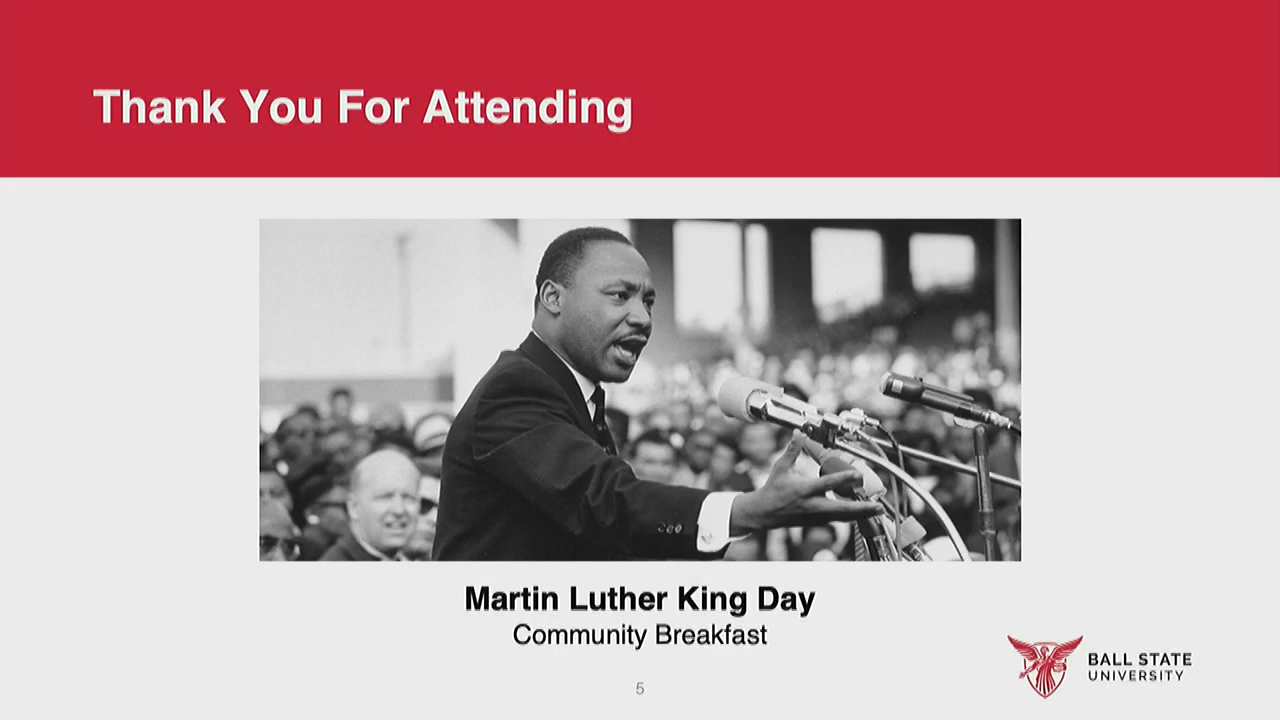 Thank You For Attending
Martin Luther King Day
Community Breakfast
BALL STATE
UNIVERSITY
5